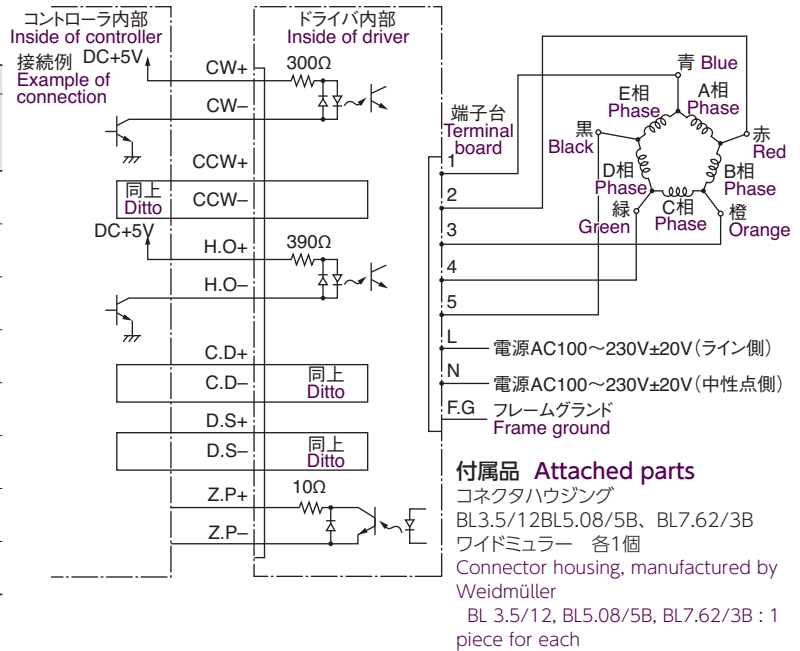 コントローラ内部
Inside of controller
ドライバ内部
Inside of driver
接続例
Example of
connection
DC+5V
CW+
300Ω
CW–
CCW+
同上
Ditto
CCW–
DC+5V
H.O+
390Ω
H.O–
C.D+
C.D–
同上
Ditto
D.S+
D.S–
同上
Ditto
Z.P+
10Ω
Z.P–
端子台
Terminal
board
1
2
3
4
5
L
電源AC100～230V±20V（ライン側）
N
電源AC100～230V±20V（中性点側）
F.G
フレームグランド
Frame ground
青 Blue
E相
Phase
A相
Phase
黒
Black
赤
Red
D相
Phase
B相
Phase
緑
Green
C相
Phase
橙
Orange
付属品 Attached parts
コネクタハウジング
BL3.5/12BL5.08/5B、BL7.62/3B
ワイドミュラー　各1個
Connector housing, manufactured by
Weidmüller
BL 3.5/12, BL5.08/5B, BL7.62/3B : 1
piece for each